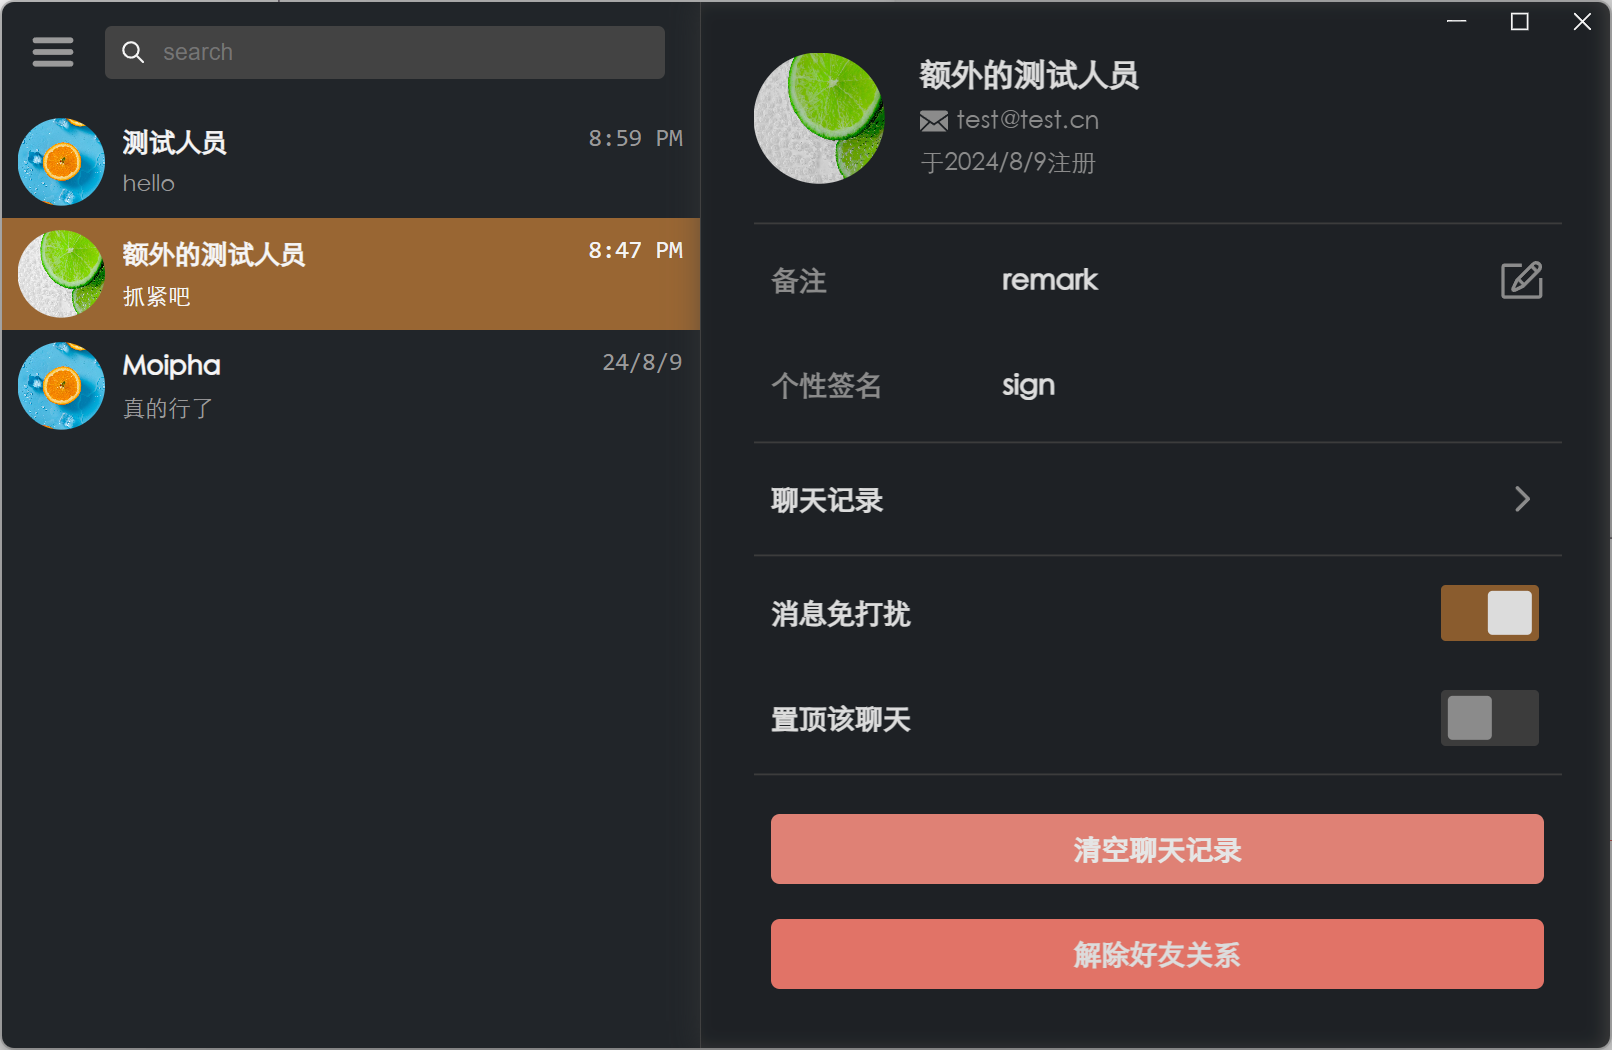 search
测试人员
8:59 PM
hello
额外的测试人员
8:47 PM
抓紧吧
Moipha
24/8/9
真的行了
额外的测试人员
test@test.cn
于2024/8/9注册
备注
remark
个性签名
sign
聊天记录
消息免打扰
置顶该聊天
清空聊天记录
解除好友关系